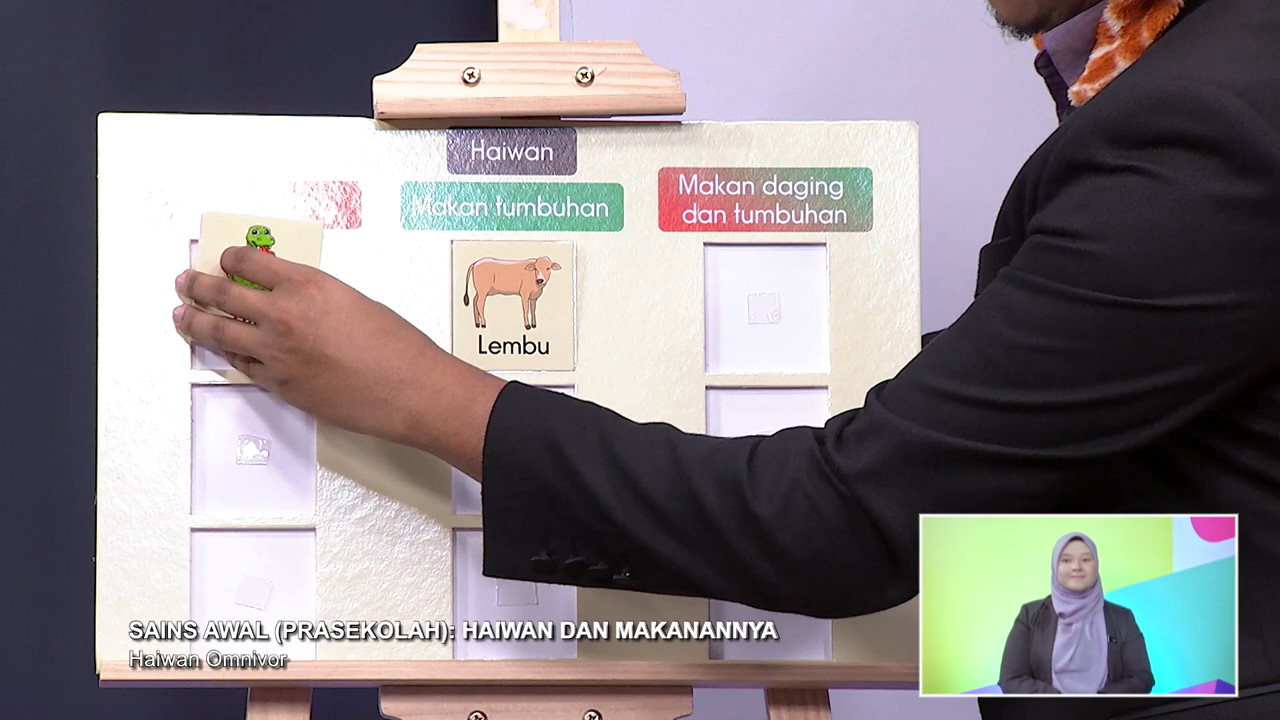 Haiwan
Makan tumbuhan
Makan daging
dan tumbuhan
Lembu
SAINS AWAL (PRASEKOLAH): HAIWAN DAN MAKANANNYA
Haiwan Omnivor